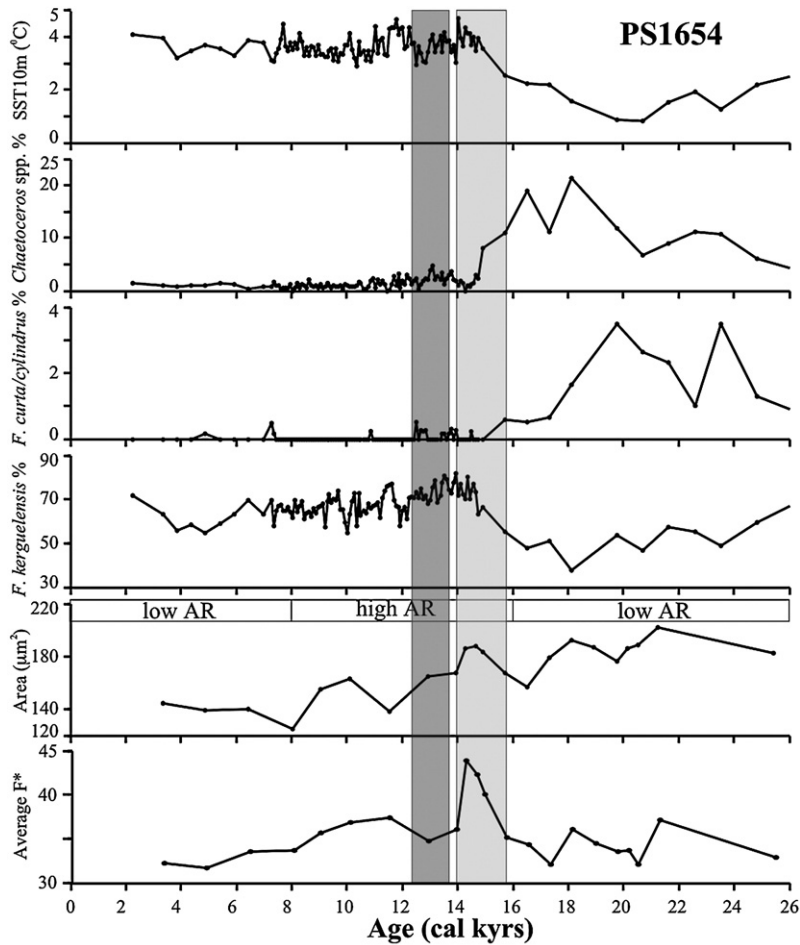 PS1654
SST10m (⁰C)
5
4
2
0
Chaetoceros spp. %
25
20
10
0
F. curta/cylindrus %
4
2
0
F. kerguelensis %
90
70
50
30
low AR high AR low AR
Area (µm²)
220
180
140
120
Average F*
45
40
30
0 2 4 6 8 10 12 14 16 18 20 22 24 26
Age (cal kyrs)